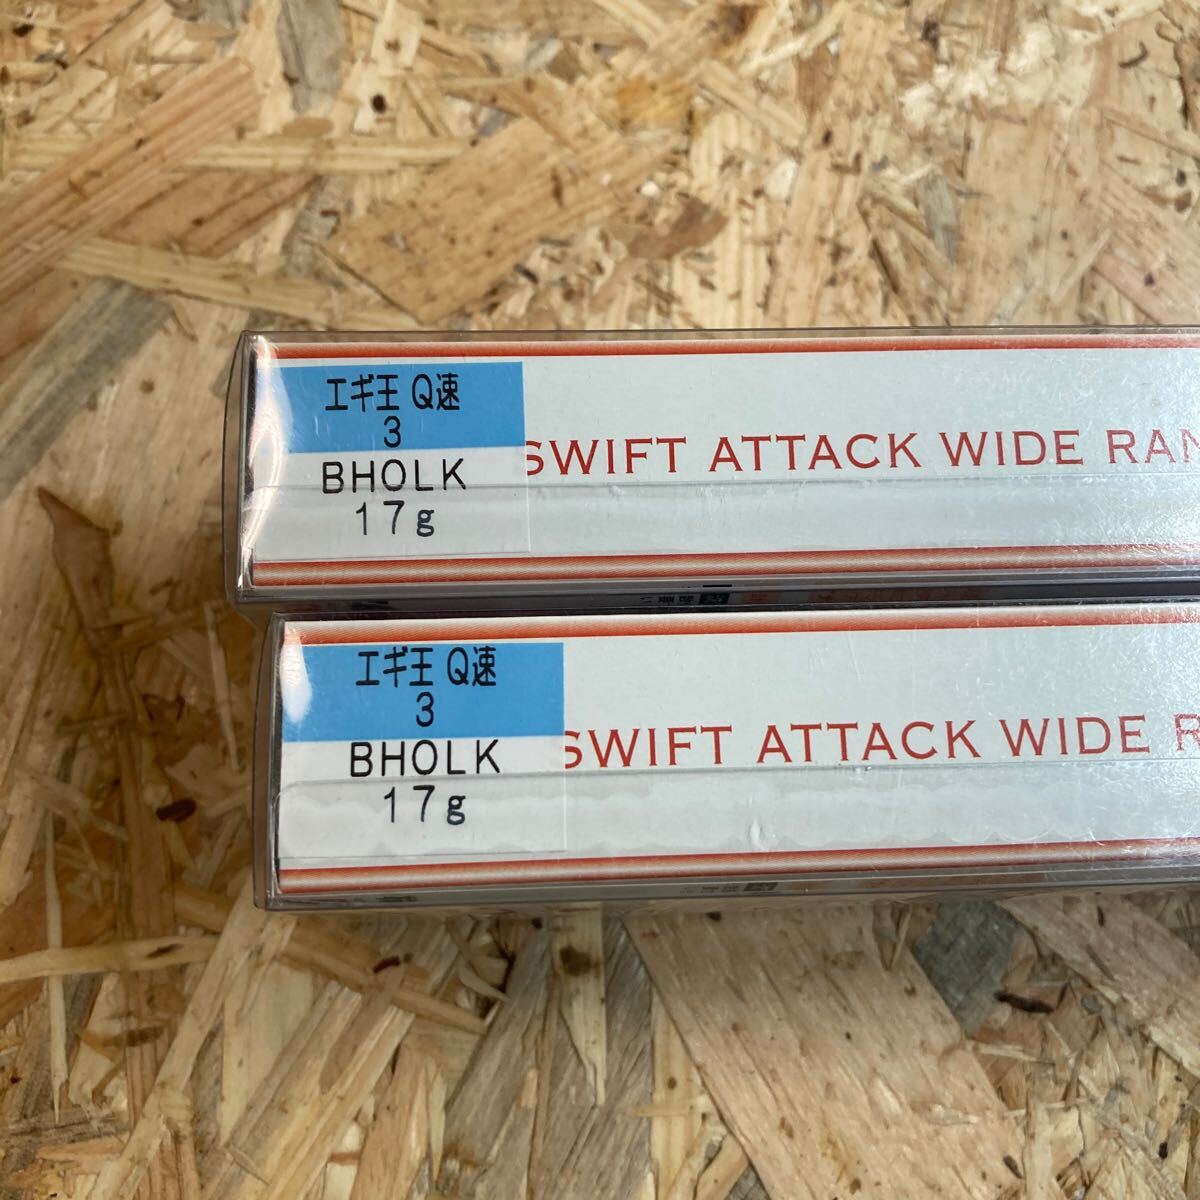 エギ王 Q速
3
BHOLK
17g
SWIFT ATTACK WIDE RAN
エギ王 Q速
3
BHOLK
17g
SWIFT ATTACK WIDE R